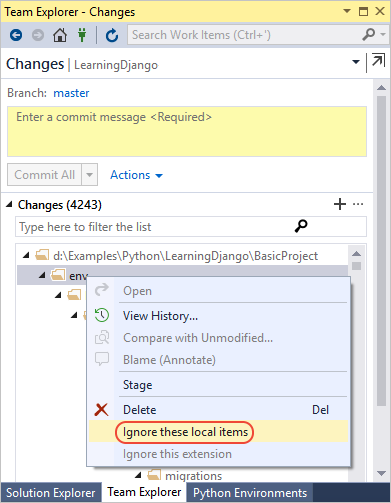 Team Explorer - Changes
Search Work Items (Ctrl+')
Changes | LearningDjango
Branch: master
Enter a commit message <Required>
Commit All
Actions
Changes (4243)
Type here to filter the list
d:\Examples\Python\LearningDjango\BasicProject
env
Open
View History...
Compare with Unmodified...
Blame (Annotate)
Stage
Delete Del
Ignore these local items
Ignore this extension
migrations
Solution Explorer Team Explorer Python Environments